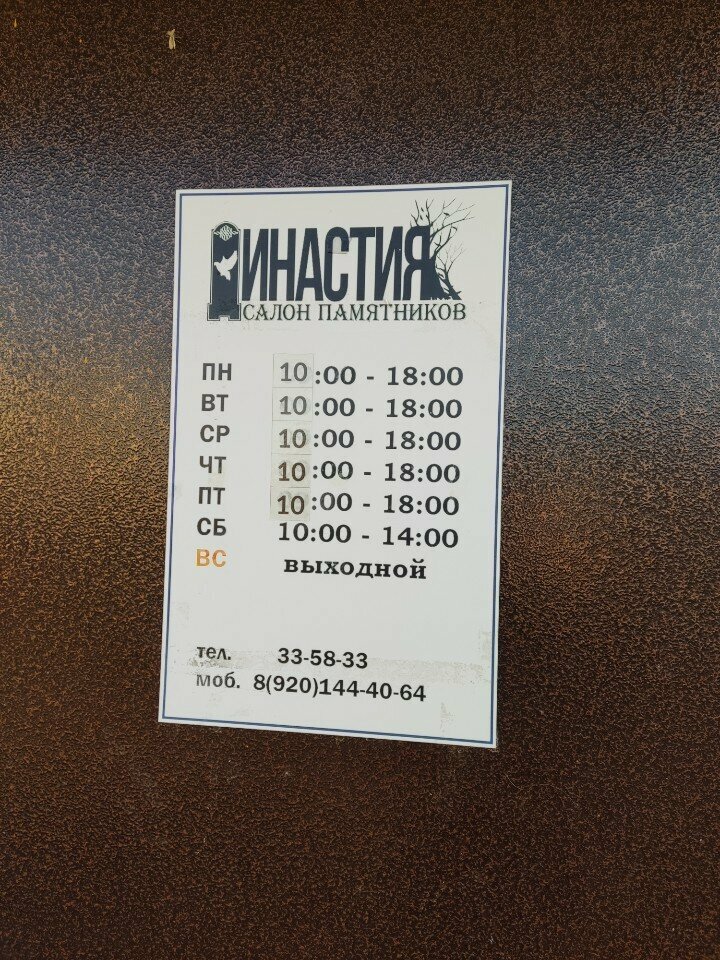 ДИНАСТИЯ
САЛОН ПАМЯТНИКОВ
ПН 10:00 - 18:00
ВТ 10:00 - 18:00
СР 10:00 - 18:00
ЧТ 10:00 - 18:00
ПТ 10:00 - 18:00
СБ 10:00 - 14:00
ВС выходной
тел. 33-58-33
моб. 8(920)144-40-64